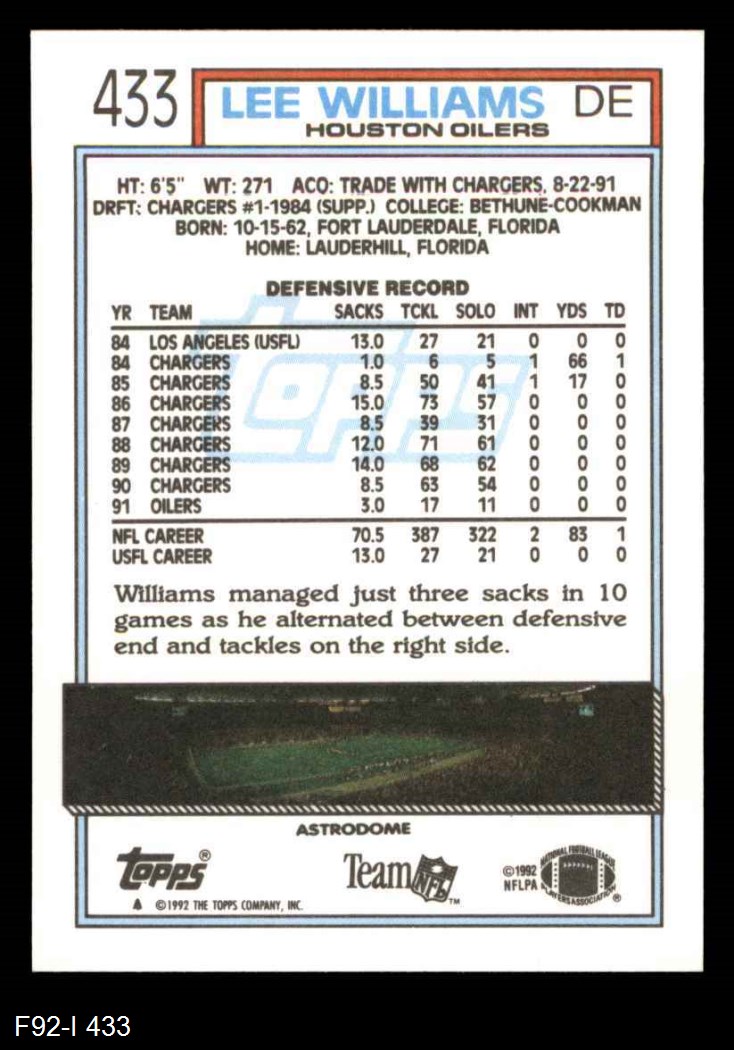 433 LEE WILLIAMS DE
HOUSTON OILERS
HT: 6'5" WT: 271 ACQ: TRADE WITH CHARGERS, 8-22-91
DRFT: CHARGERS #1-1984 (SUPP.) COLLEGE: BETHUNE-COOKMAN
BORN: 10-15-62, FORT LAUDERDALE, FLORIDA
HOME: LAUDERHILL, FLORIDA
DEFENSIVE RECORD
YR TEAM SACKS TCKL SOLO INT YDS TD
84 LOS ANGELES (USFL) 13.0 27 21 0 0 0
84 CHARGERS 1.0 6 5 1 66 1
85 CHARGERS 8.5 50 41 1 17 0
86 CHARGERS 15.0 73 57 0 0 0
87 CHARGERS 8.5 39 31 0 0 0
88 CHARGERS 12.0 71 61 0 0 0
89 CHARGERS 14.0 68 62 0 0 0
90 CHARGERS 8.5 63 54 0 0 0
91 OILERS 3.0 17 11 0 0 0
NFL CAREER 70.5 387 322 2 83 1
USFL CAREER 13.0 27 21 0 0 0
Topps
Williams managed just three sacks in 10
games as he alternated between defensive
end and tackles on the right side.
ASTRODOME
Topps®
A ©1992 THE TOPPS COMPANY, INC.
Team NFL™
©1992
NFLPA
NATIONAL FOOTBALL LEAGUE
PLAYERS ASSOCIATION®
F92-I 433